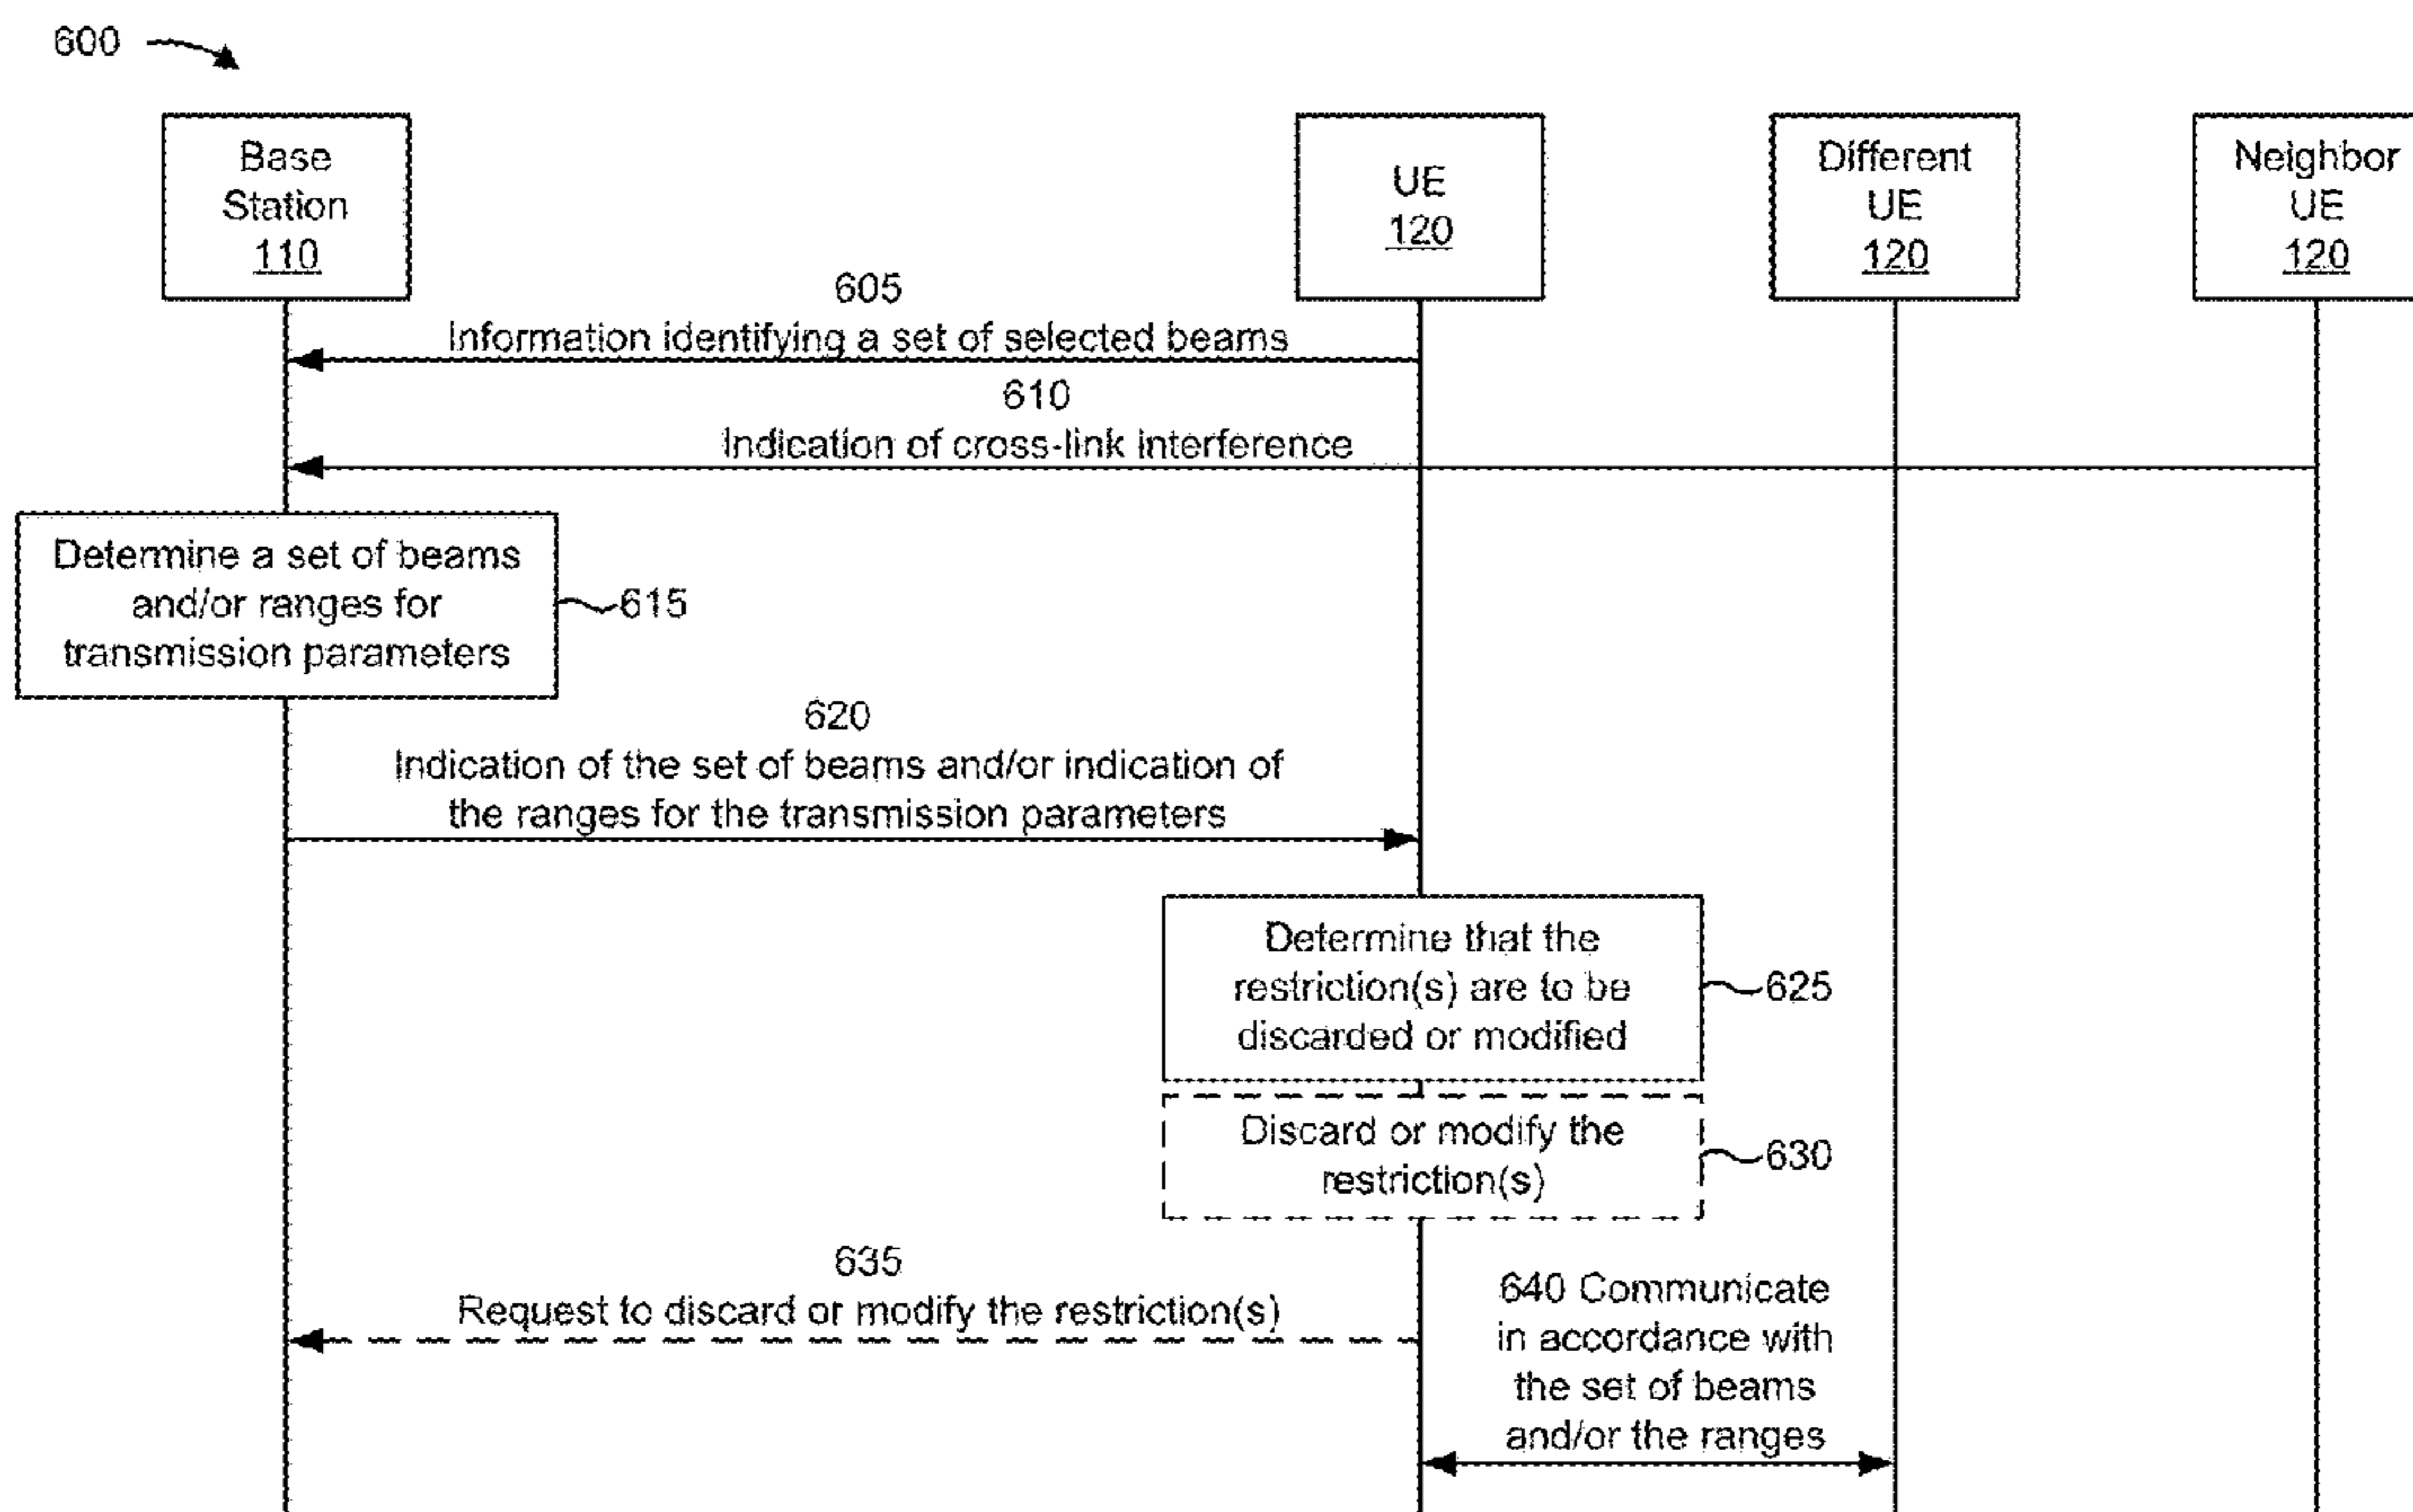 600
Base
Station
110
UE
120
Different
UE
120
Neighbor
UE
120
605
Information identifying a set of selected beams
610
Indication of cross-link interference
Determine a set of beams
and/or ranges for
transmission parameters
615
620
Indication of the set of beams and/or indication of
the ranges for the transmission parameters
Determine that the
restriction(s) are to be
discarded or modified
625
Discard or modify the
restriction(s)
630
635
Request to discard or modify the restriction(s)
640 Communicate
in accordance with
the set of beams
and/or the ranges